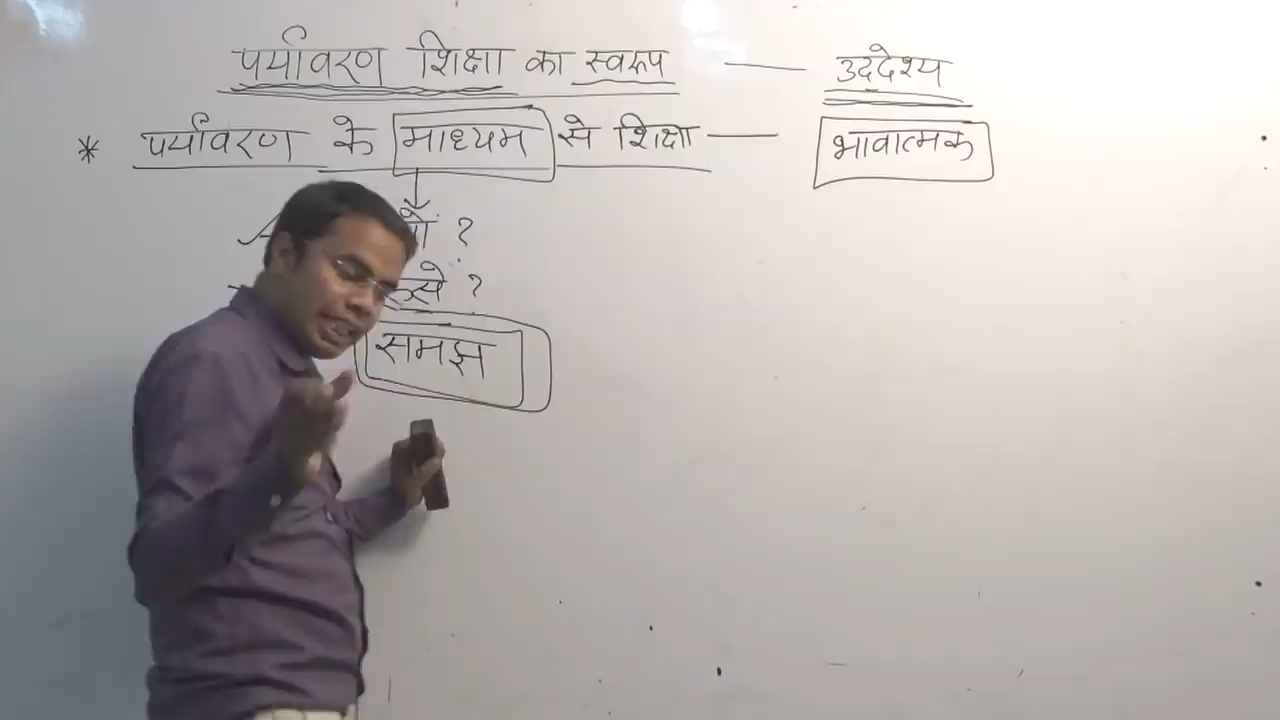 पर्यावरण शिक्षा का स्वरुप — उद्देश्य
* पर्यावरण के माध्यम से शिक्षा — भावात्मक
?
?
समझ